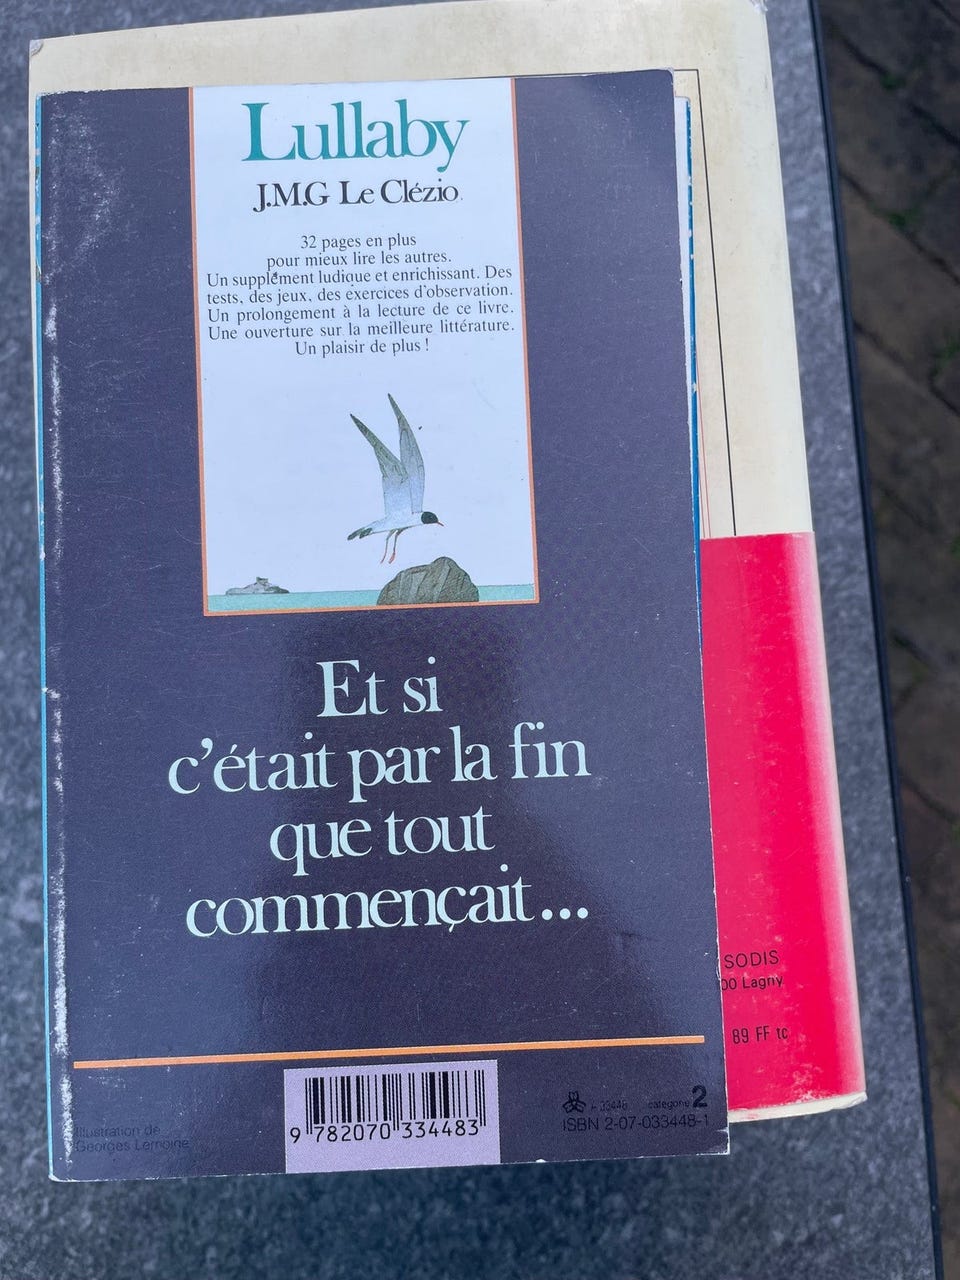 Lullaby
J.M.G Le Clézio
32 pages en plus
pour mieux lire les autres.
Un supplément ludique et enrichissant. Des
tests, des jeux, des exercices d'observation.
Un prolongement à la lecture de ce livre.
Une ouverture sur la meilleure littérature.
Un plaisir de plus !
Et si
c'était par la fin
que tout
commençait...
SODIS
00 Lagny
89 FF tc
9 782070 334483
A 33448 catégorie 2
ISBN 2-07-033448-1
Illustration de
Georges Lemoine